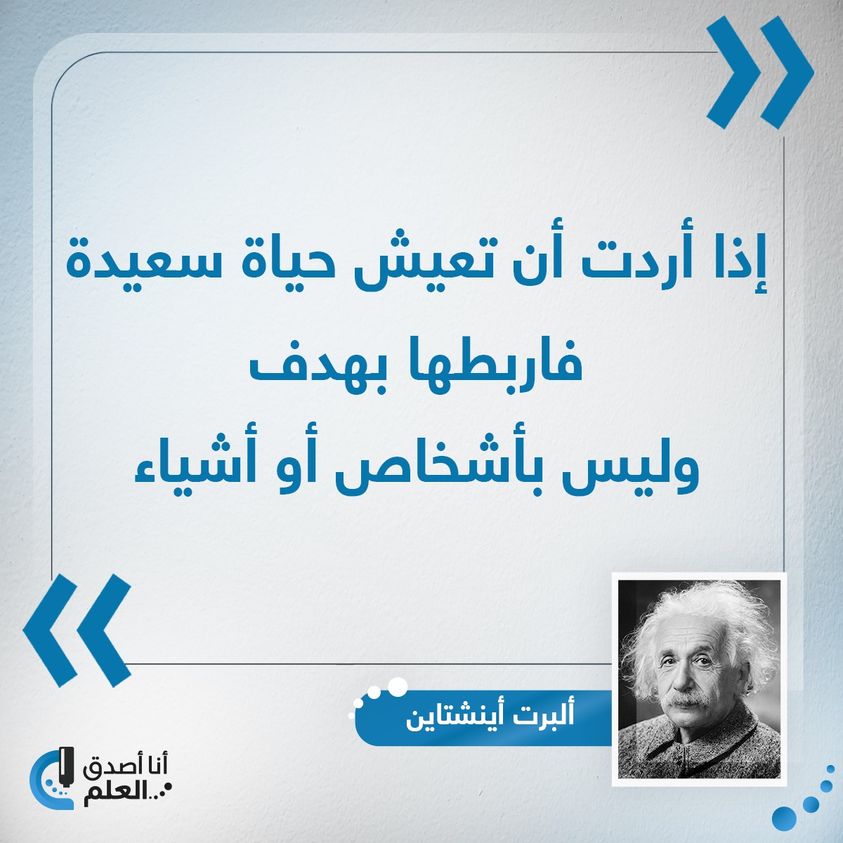 إذا أردت أن تعيش حياة سعيدة
فاربطها بهدف
وليس بأشخاص أو أشياء
ألبرت أينشتاين
أنا أصدق
العلم...